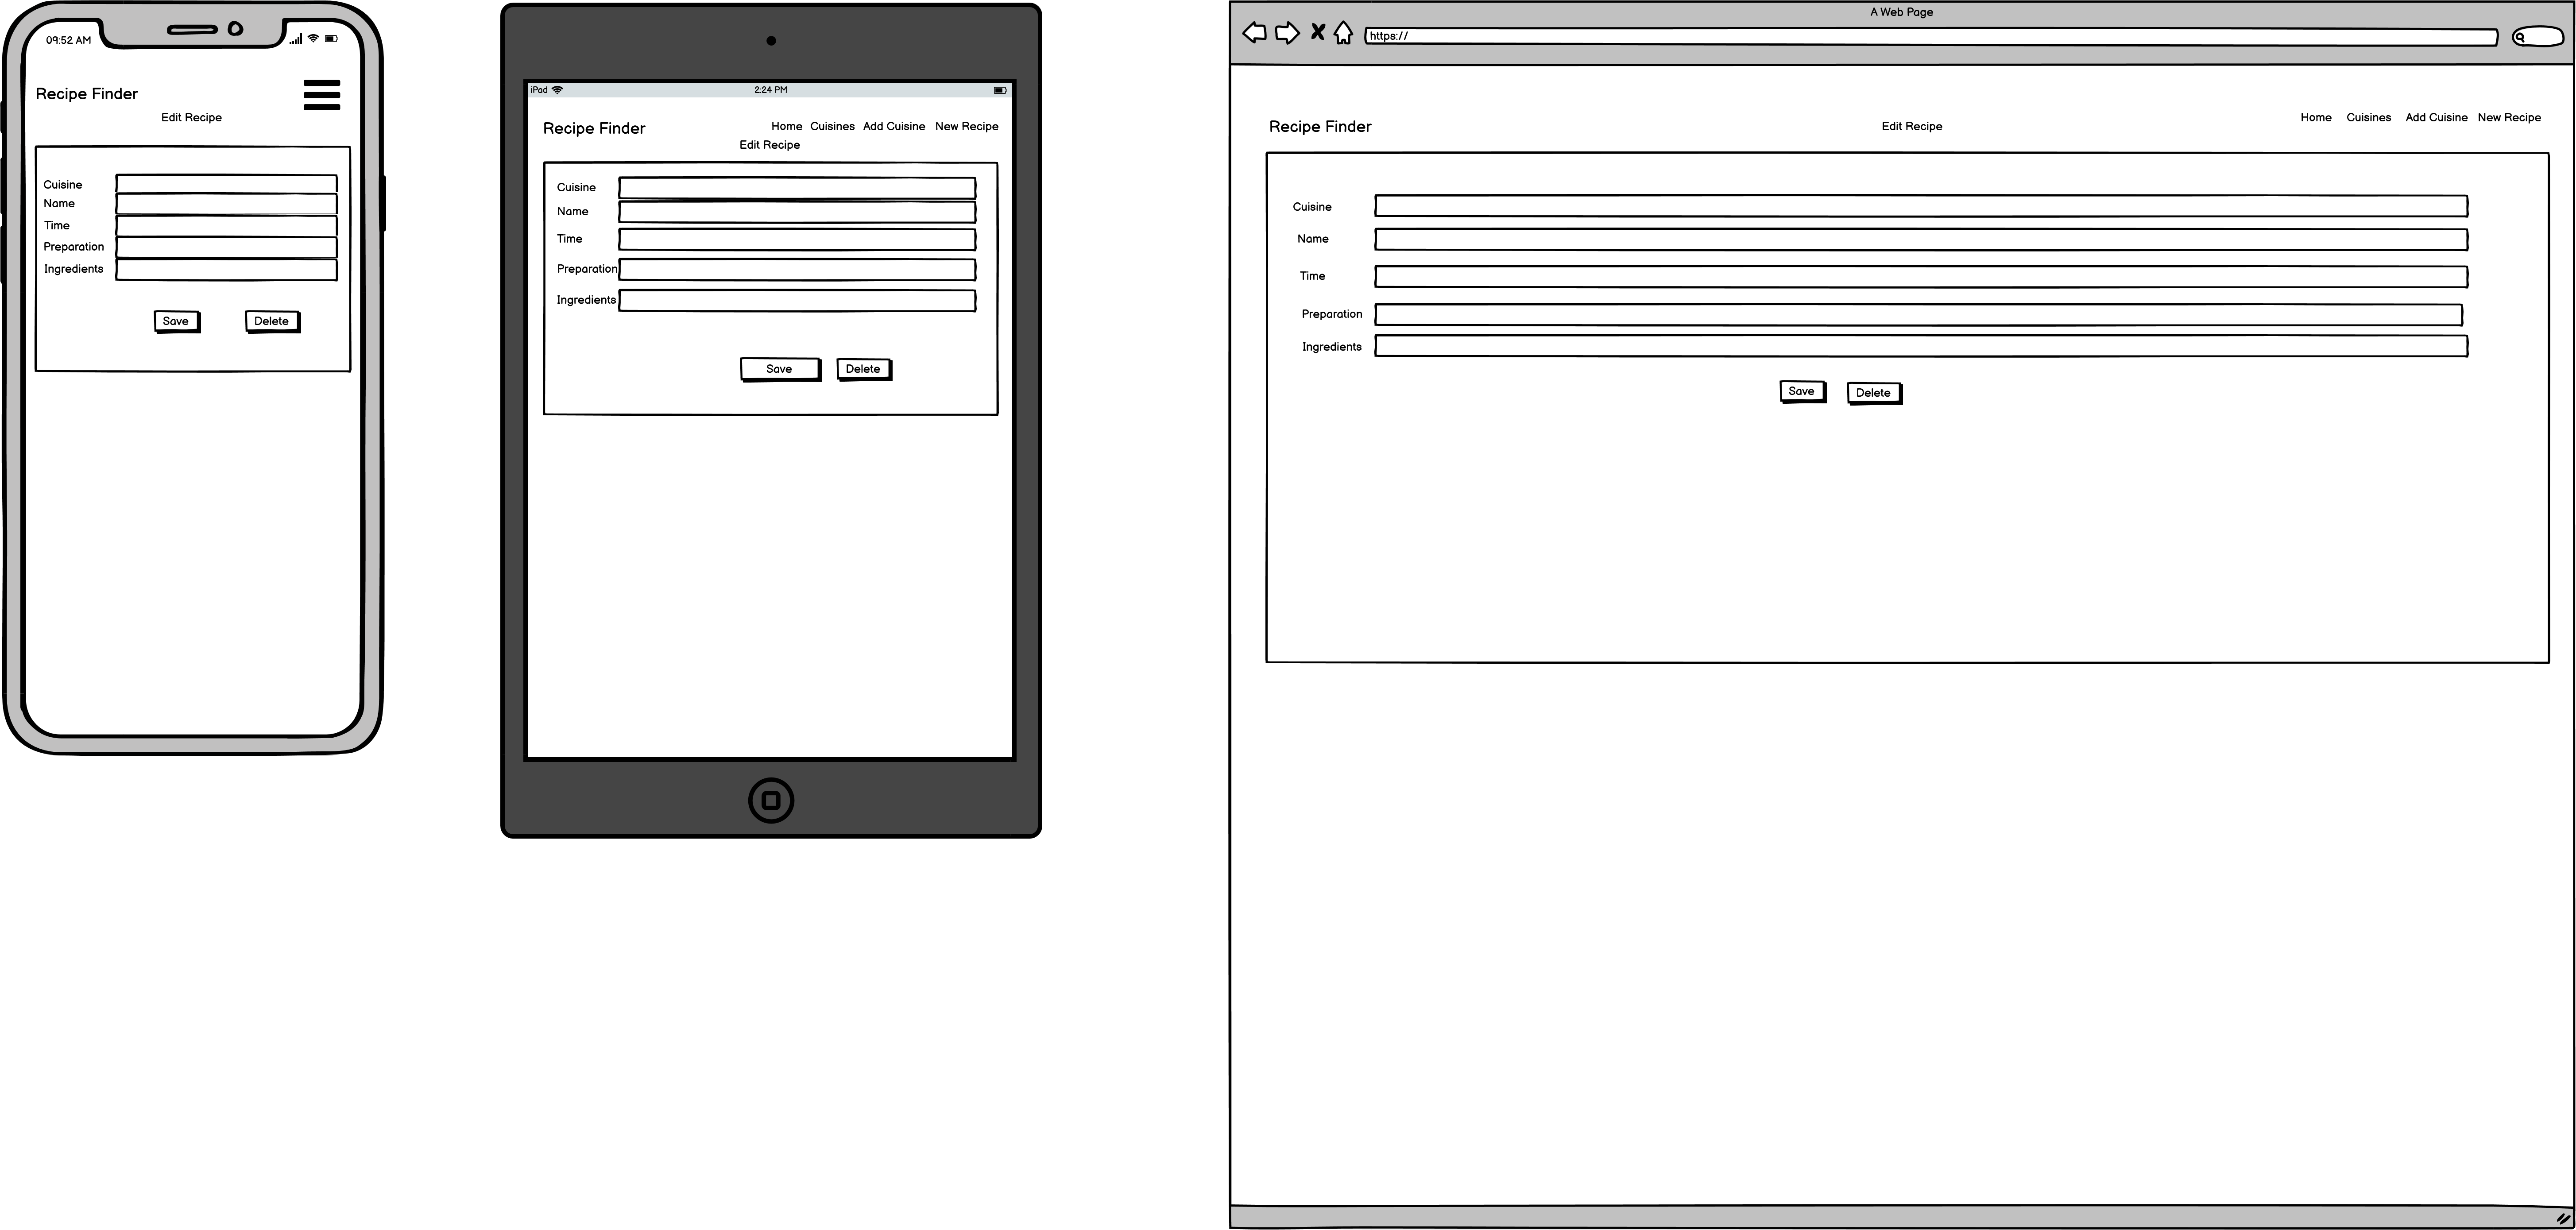 09:52 AM
Recipe Finder
Edit Recipe
Cuisine
Name
Time
Preparation
Ingredients
Save Delete
iPad 2:24 PM
Recipe Finder Home Cuisines Add Cuisine New Recipe
Edit Recipe
Cuisine
Name
Time
Preparation
Ingredients
Save Delete
A Web Page
https://
Home Cuisines Add Cuisine New Recipe
Recipe Finder Edit Recipe
Cuisine
Name
Time
Preparation
Ingredients
Save Delete